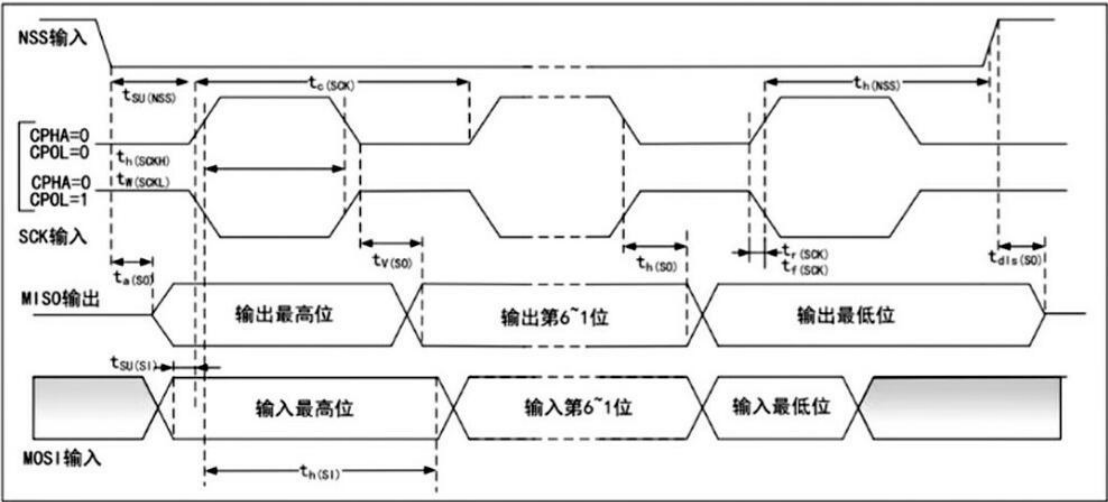 NSS输入
tSU(NSS)
tc(SCK)
th(NSS)
CPHA=0
CPOL=0
th(SCKH)
CPHA=0
tW(SCKL)
CPOL=1
SCK输入
ta(SO)
tV(SO)
th(SO)
tr(SCK)
tf(SCK)
tdis(SO)
MISO输出
输出最高位
输出第6~1位
输出最低位
tSU(SI)
输入最高位
输入第6~1位
输入最低位
MOSI输入
th(SI)